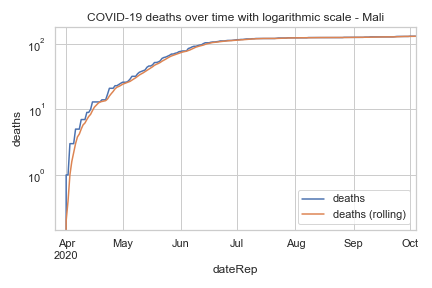 COVID-19 deaths over time with logarithmic scale - Mali
10²
10¹
10⁰
deaths
deaths
deaths (rolling)
Apr May Jun Jul Aug Sep Oct
2020
dateRep